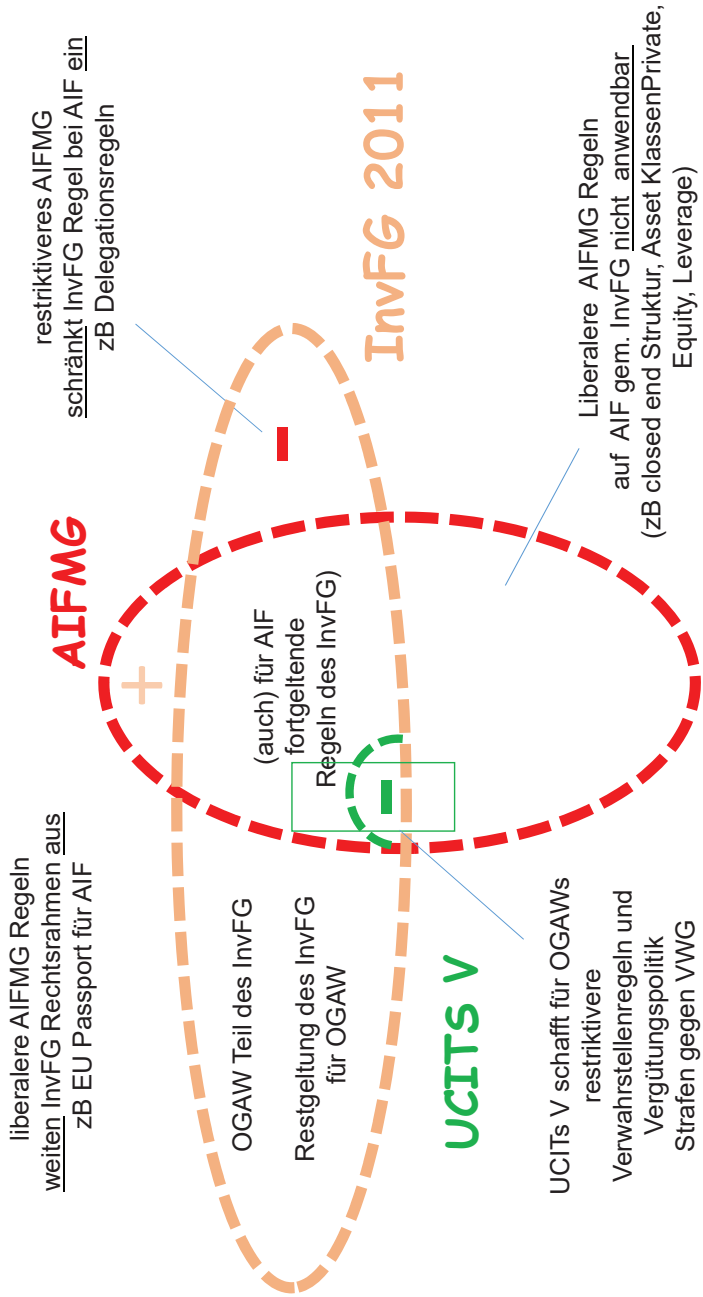 liberalere AIFMG Regeln
weiten InvFG Rechtsrahmen aus
zB EU Passport für AIF
AIFMG
+
restriktiveres AIFMG
schränkt InvFG Regel bei AIF ein
zB Delegationsregeln
InvFG 2011
OGAW Teil des InvFG
Restgeltung des InvFG
für OGAW
(auch) für AIF
fortgeltende
Regeln des InvFG)
UCITS V
UCITs V schafft für OGAWs
restriktivere
Verwahrstellenregeln und
Vergütungspolitik
Strafen gegen VWG
Liberalere AIFMG Regeln
auf AIF gem. InvFG nicht anwendbar
(zB closed end Struktur, Asset KlassenPrivate,
Equity, Leverage)